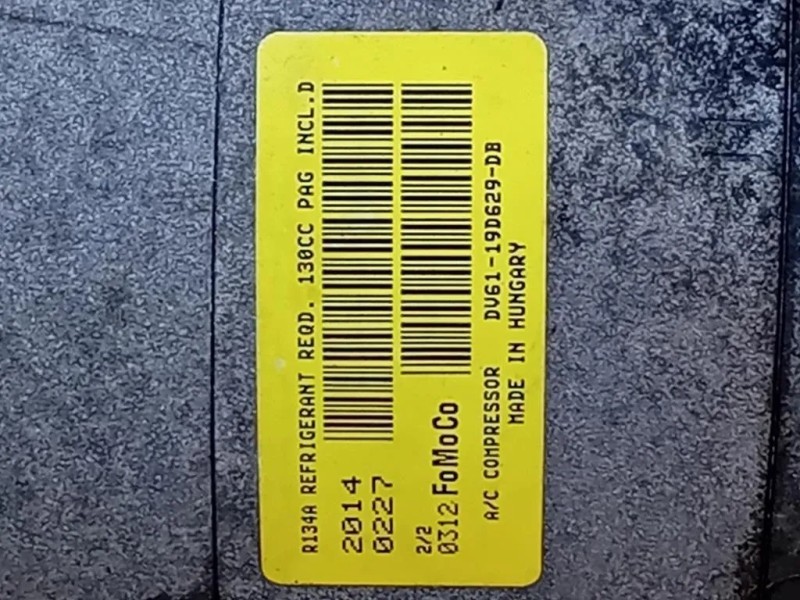 R134A REFRIGERANT REQD. 130CC PAG INCL.D
2014
0227
2/2
0312 FoMoCo
A/C COMPRESSOR DV61-19D629-DB
MADE IN HUNGARY